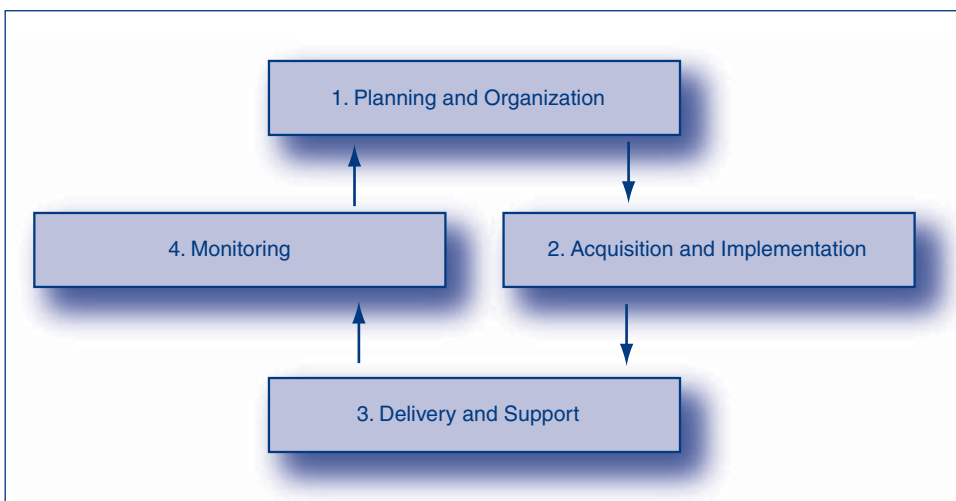 1. Planning and Organization
4. Monitoring
2. Acquisition and Implementation
3. Delivery and Support